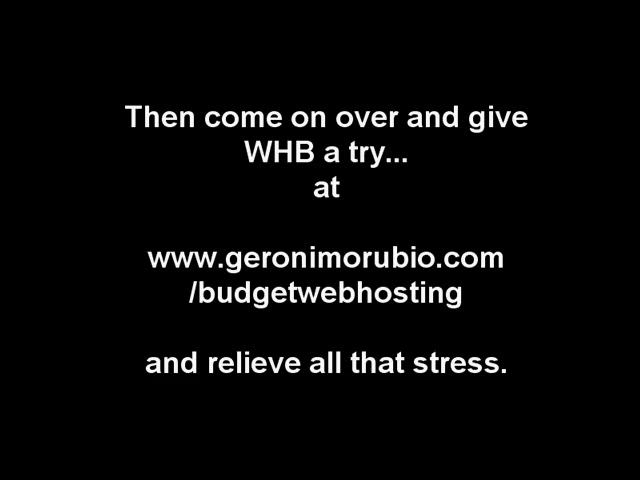 Then come on over and give
WHB a try...
at
www.geronimorubio.com
/budgetwebhosting
and relieve all that stress.